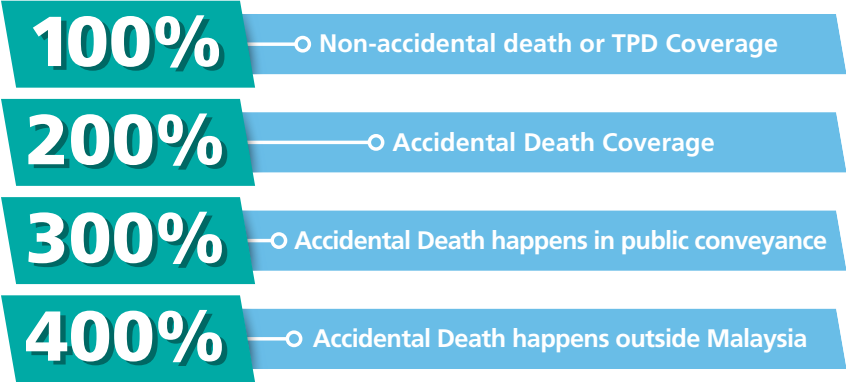 100%
Non-accidental death or TPD Coverage
200%
Accidental Death Coverage
300%
Accidental Death happens in public conveyance
400%
Accidental Death happens outside Malaysia